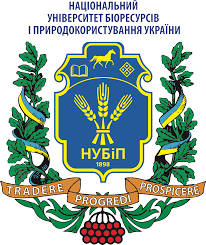 НАЦІОНАЛЬНИЙ
УНІВЕРСИТЕТ БІОРЕСУРСІВ
І ПРИРОДОКОРИСТУВАННЯ УКРАЇНИ
НУБіП
1898
TRADERE
PROGREDI
PROSPICERE